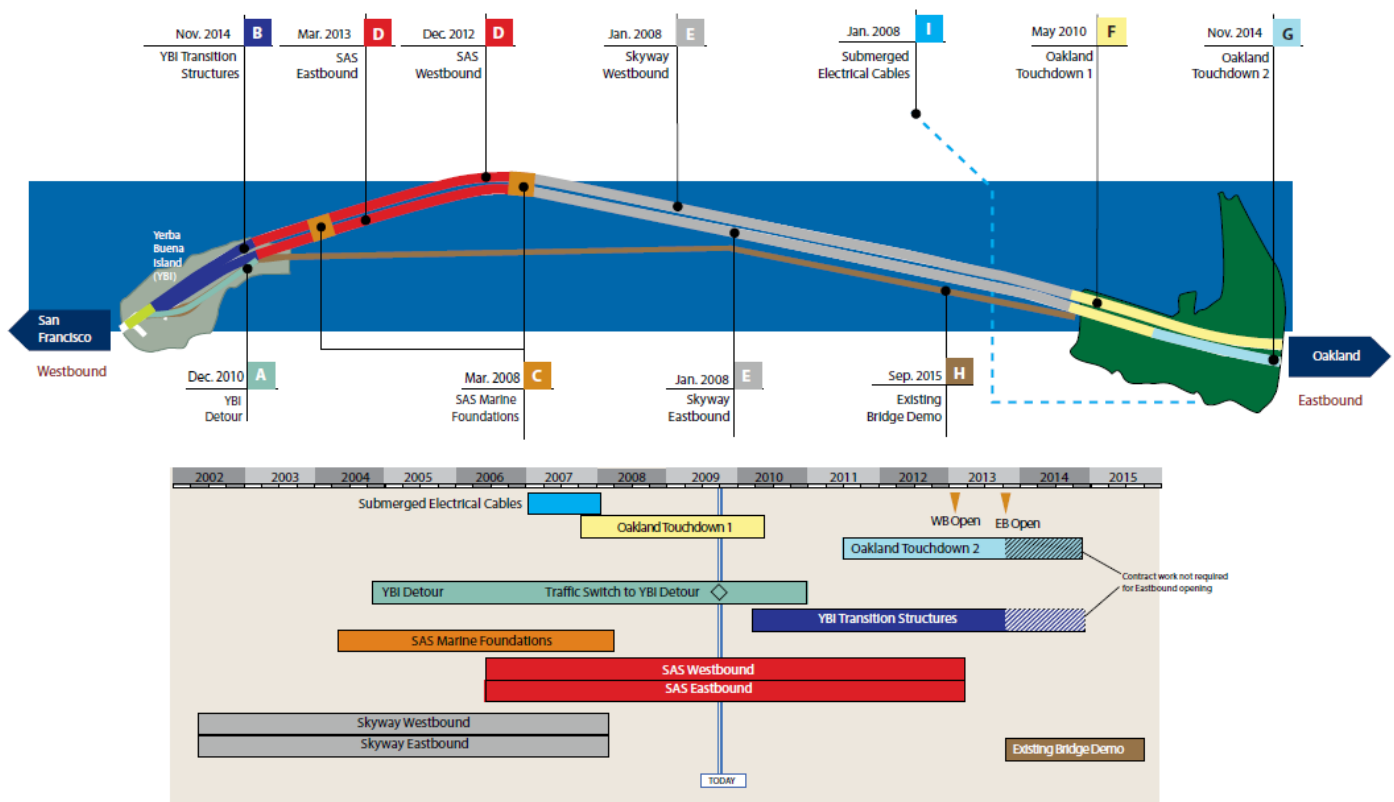 Nov. 2014 B
YBI Transition
Structures
Mar. 2013 D
SAS
Eastbound
Dec. 2012 D
SAS
Westbound
Jan. 2008 E
Skyway
Westbound
Jan. 2008 I
Submerged
Electrical Cables
May 2010 F
Oakland
Touchdown 1
Nov. 2014 G
Oakland
Touchdown 2
Yerba
Buena
Island
(YBI)
San
Francisco
Westbound
Oakland
Eastbound
Dec. 2010 A
YBI
Detour
Mar. 2008 C
SAS Marine
Foundations
Jan. 2008 E
Skyway
Eastbound
Sep. 2015 H
Existing
Bridge Demo
2002 2003 2004 2005 2006 2007 2008 2009 2010 2011 2012 2013 2014 2015
Submerged Electrical Cables
Oakland Touchdown 1
WB Open
EB Open
Oakland Touchdown 2
Contract work not required
for Eastbound opening
YBI Detour
Traffic Switch to YBI Detour
YBI Transition Structures
SAS Marine Foundations
SAS Westbound
SAS Eastbound
Skyway Westbound
Skyway Eastbound
Existing Bridge Demo
TODAY